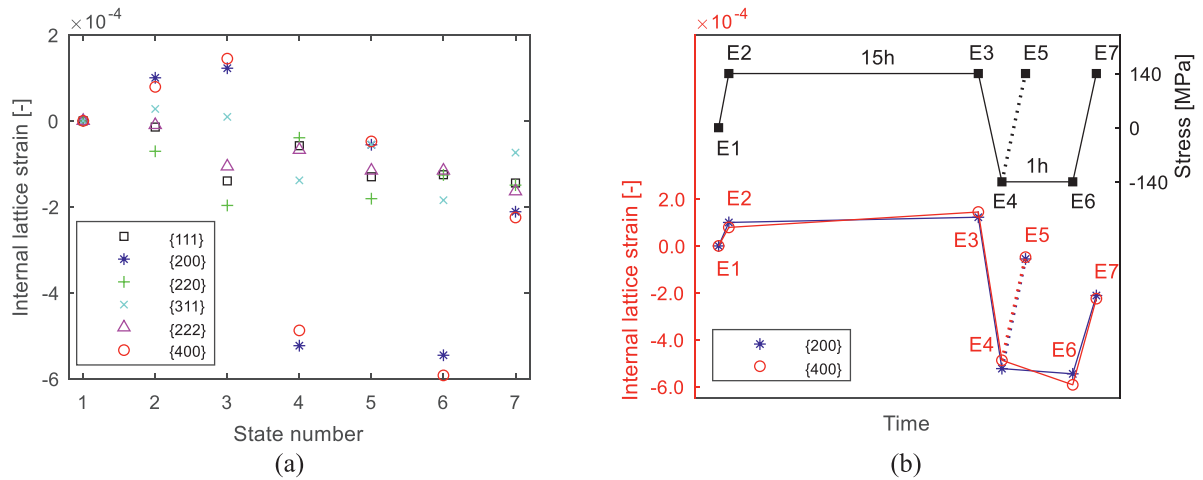 × 10⁻⁴
2
0
-2
-4
-6
Internal lattice strain [-]
{111}
{200}
{220}
{311}
{222}
{400}
1 2 3 4 5 6 7
State number
(a)
× 10⁻⁴
E2 15h E3 E5 E7
E1
E4 1h E6
140
0
-140
Stress [MPa]
2.0
0.0
-2.0
-4.0
-6.0
Internal lattice strain [-]
E2
E1
E3
E5
E4
E6
E7
{200}
{400}
Time
(b)